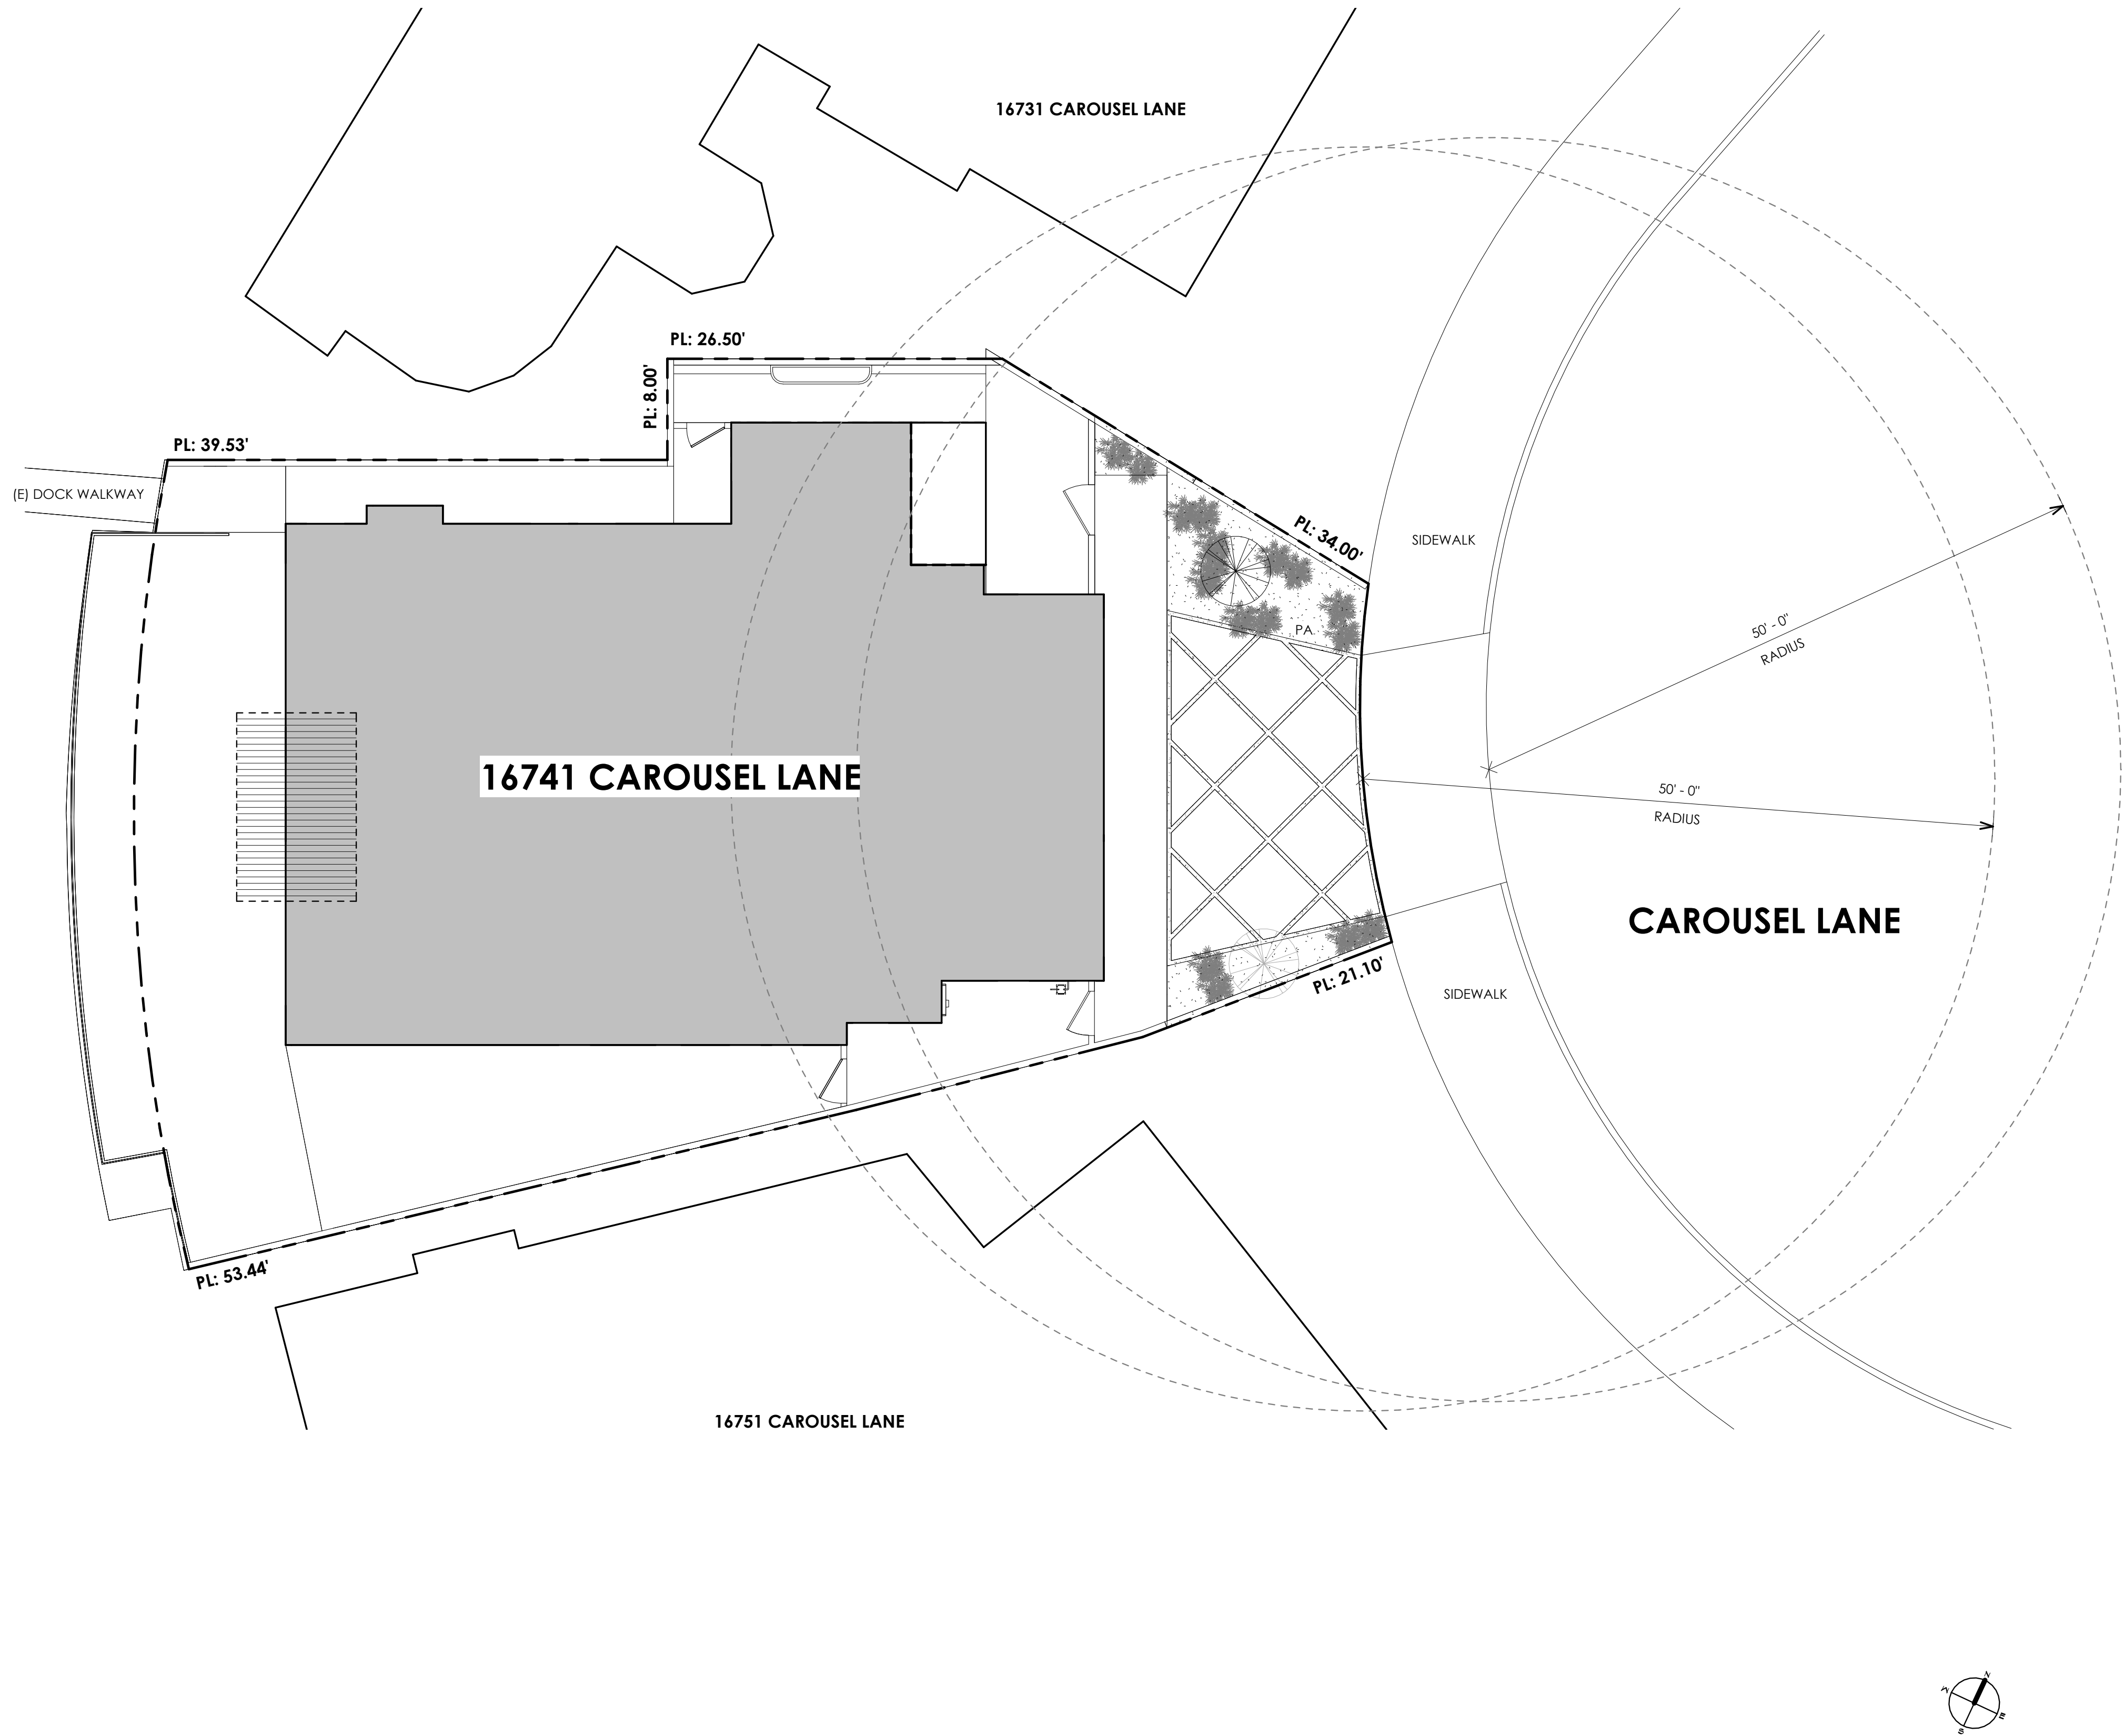 16731 CAROUSEL LANE
PL: 26.50'
PL: 8.00'
PL: 39.53'
(E) DOCK WALKWAY
PL: 34.00'
SIDEWALK
50' - 0"
RADIUS
PA
16741 CAROUSEL LANE
50' - 0"
RADIUS
CAROUSEL LANE
PL: 21.10'
SIDEWALK
PL: 53.44'
16751 CAROUSEL LANE
N
W
E
S